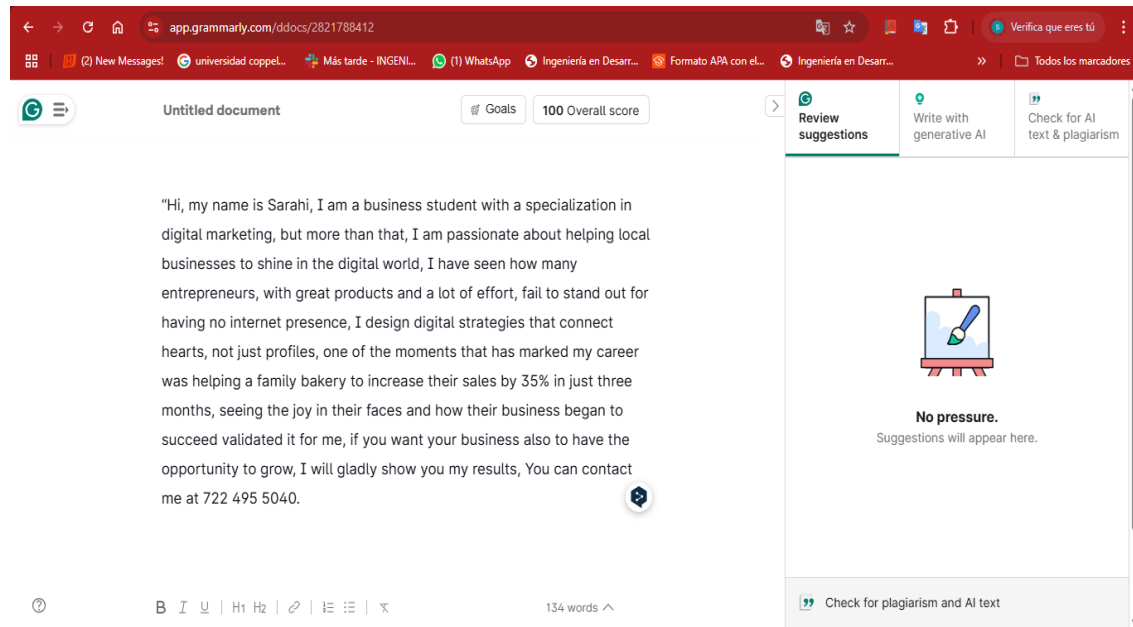 app.grammarly.com/ddocs/2821788412
Verifica que eres tú
(2) New Messages!
universidad coppel...
Más tarde - INGENI...
(1) WhatsApp
Ingeniería en Desarr...
Formato APA con el...
Ingeniería en Desarr...
»
Todos los marcadores
Untitled document
Goals
100 Overall score
Review suggestions
Write with generative AI
Check for AI text & plagiarism
“Hi, my name is Sarahi, I am a business student with a specialization in
digital marketing, but more than that, I am passionate about helping local
businesses to shine in the digital world, I have seen how many
entrepreneurs, with great products and a lot of effort, fail to stand out for
having no internet presence, I design digital strategies that connect
hearts, not just profiles, one of the moments that has marked my career
was helping a family bakery to increase their sales by 35% in just three
months, seeing the joy in their faces and how their business began to
succeed validated it for me, if you want your business also to have the
opportunity to grow, I will gladly show you my results, You can contact
me at 722 495 5040.
No pressure.
Suggestions will appear here.
B I U H1 H2
134 words
Check for plagiarism and AI text